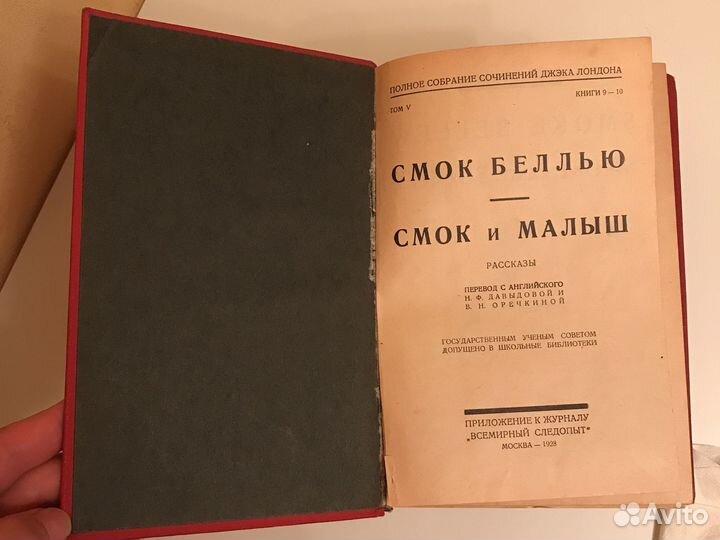 ПОЛНОЕ СОБРАНИЕ СОЧИНЕНИЙ ДЖЭКА ЛОНДОНА
ТОМ V КНИГИ 9 — 10
СМОК БЕЛЛЬЮ
СМОК и МАЛЫШ
РАССКАЗЫ
ПЕРЕВОД С АНГЛИЙСКОГО
Н. Ф. ДАВЫДОВОЙ И
В. Н. ОРЕЧКИНОЙ
ГОСУДАРСТВЕННЫМ УЧЕНЫМ СОВЕТОМ
ДОПУЩЕНО В ШКОЛЬНЫЕ БИБЛИОТЕКИ
ПРИЛОЖЕНИЕ К ЖУРНАЛУ
„ВСЕМИРНЫЙ СЛЕДОПЫТ"
МОСКВА — 1928
Avito